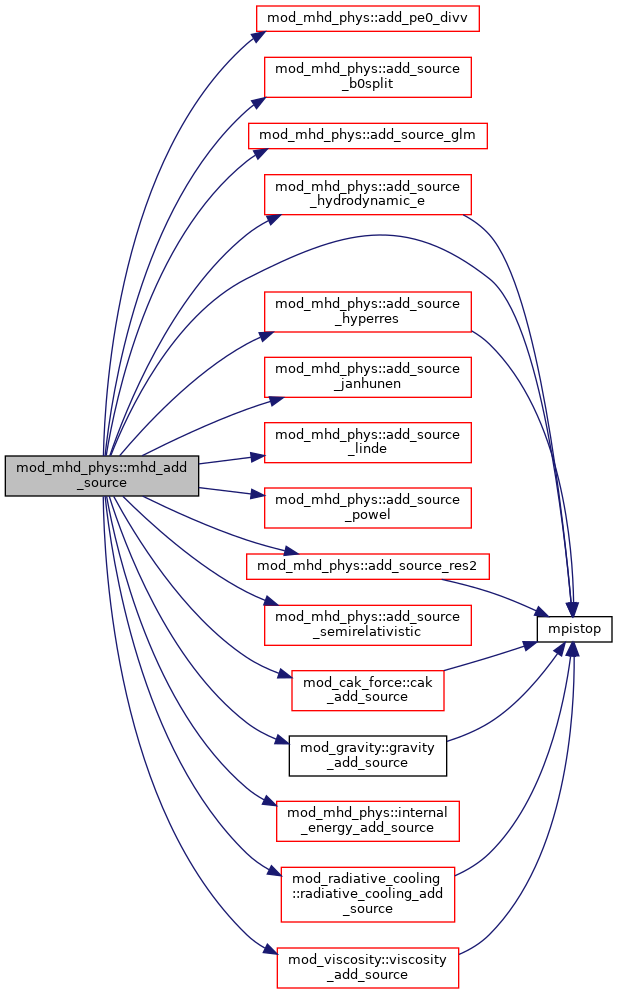 mod_mhd_phys::add_pe0_divv
mod_mhd_phys::add_source
_b0split
mod_mhd_phys::add_source_glm
mod_mhd_phys::add_source
_hydrodynamic_e
mod_mhd_phys::add_source
_hyperres
mod_mhd_phys::add_source
_janhunen
mod_mhd_phys::add_source
_linde
mod_mhd_phys::mhd_add
_source
mod_mhd_phys::add_source
_powel
mod_mhd_phys::add_source_res2
mod_mhd_phys::add_source
_semirelativistic
mpistop
mod_cak_force::cak
_add_source
mod_gravity::gravity
_add_source
mod_mhd_phys::internal
_energy_add_source
mod_radiative_cooling
::radiative_cooling_add
_source
mod_viscosity::viscosity
_add_source